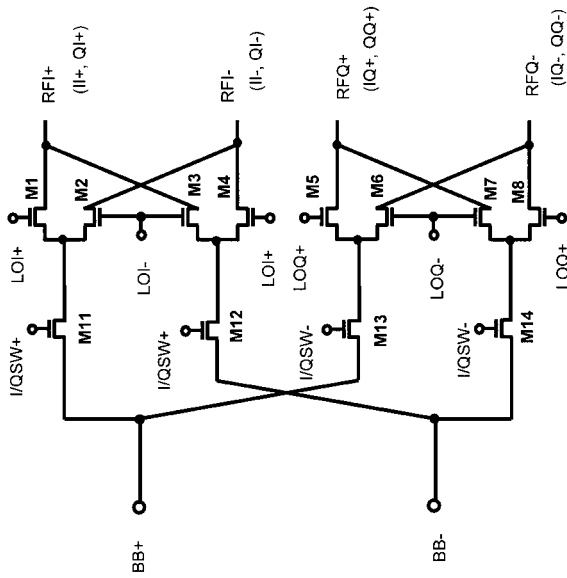 RFI+
(II+, QI+)
RFI-
(II-, QI-)
RFQ+
(IQ+, QQ+)
RFQ-
(IQ-, QQ-)
M1
M2
M3
M4
M5
M6
M7
M8
LOI+
LOI-
LOI+
LOQ+
LOQ-
LOQ+
M11
M12
M13
M14
I/QSW+
I/QSW+
I/QSW-
I/QSW-
BB+
BB-